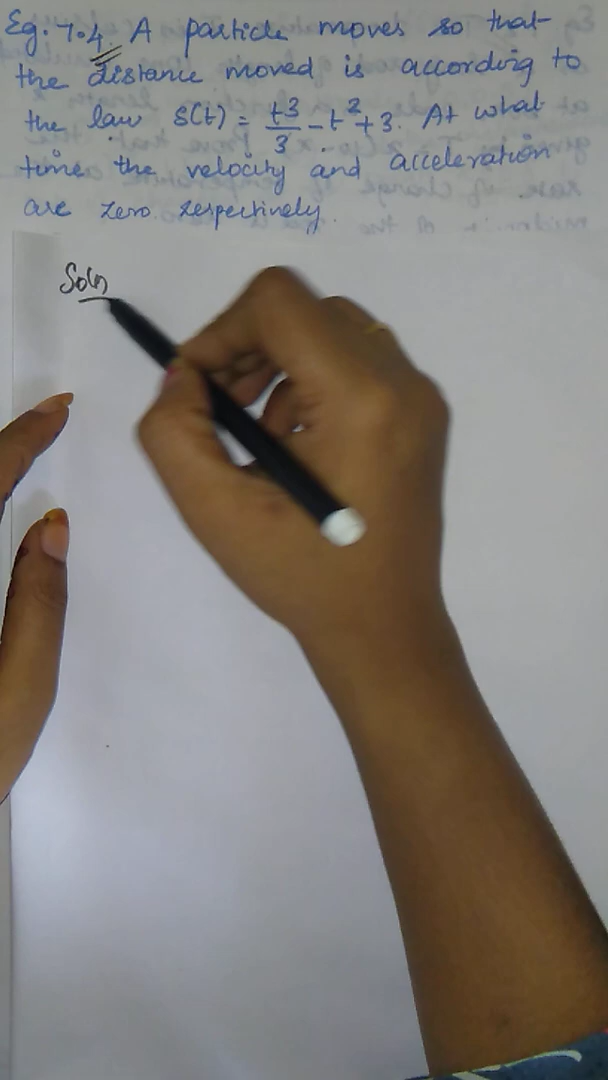 Eg. 7.4. A particle moves so that
the distance moved is according to
the law S(t) = t³/3 - t² + 3. At what
time the velocity and acceleration
are zero respectively.
Soln